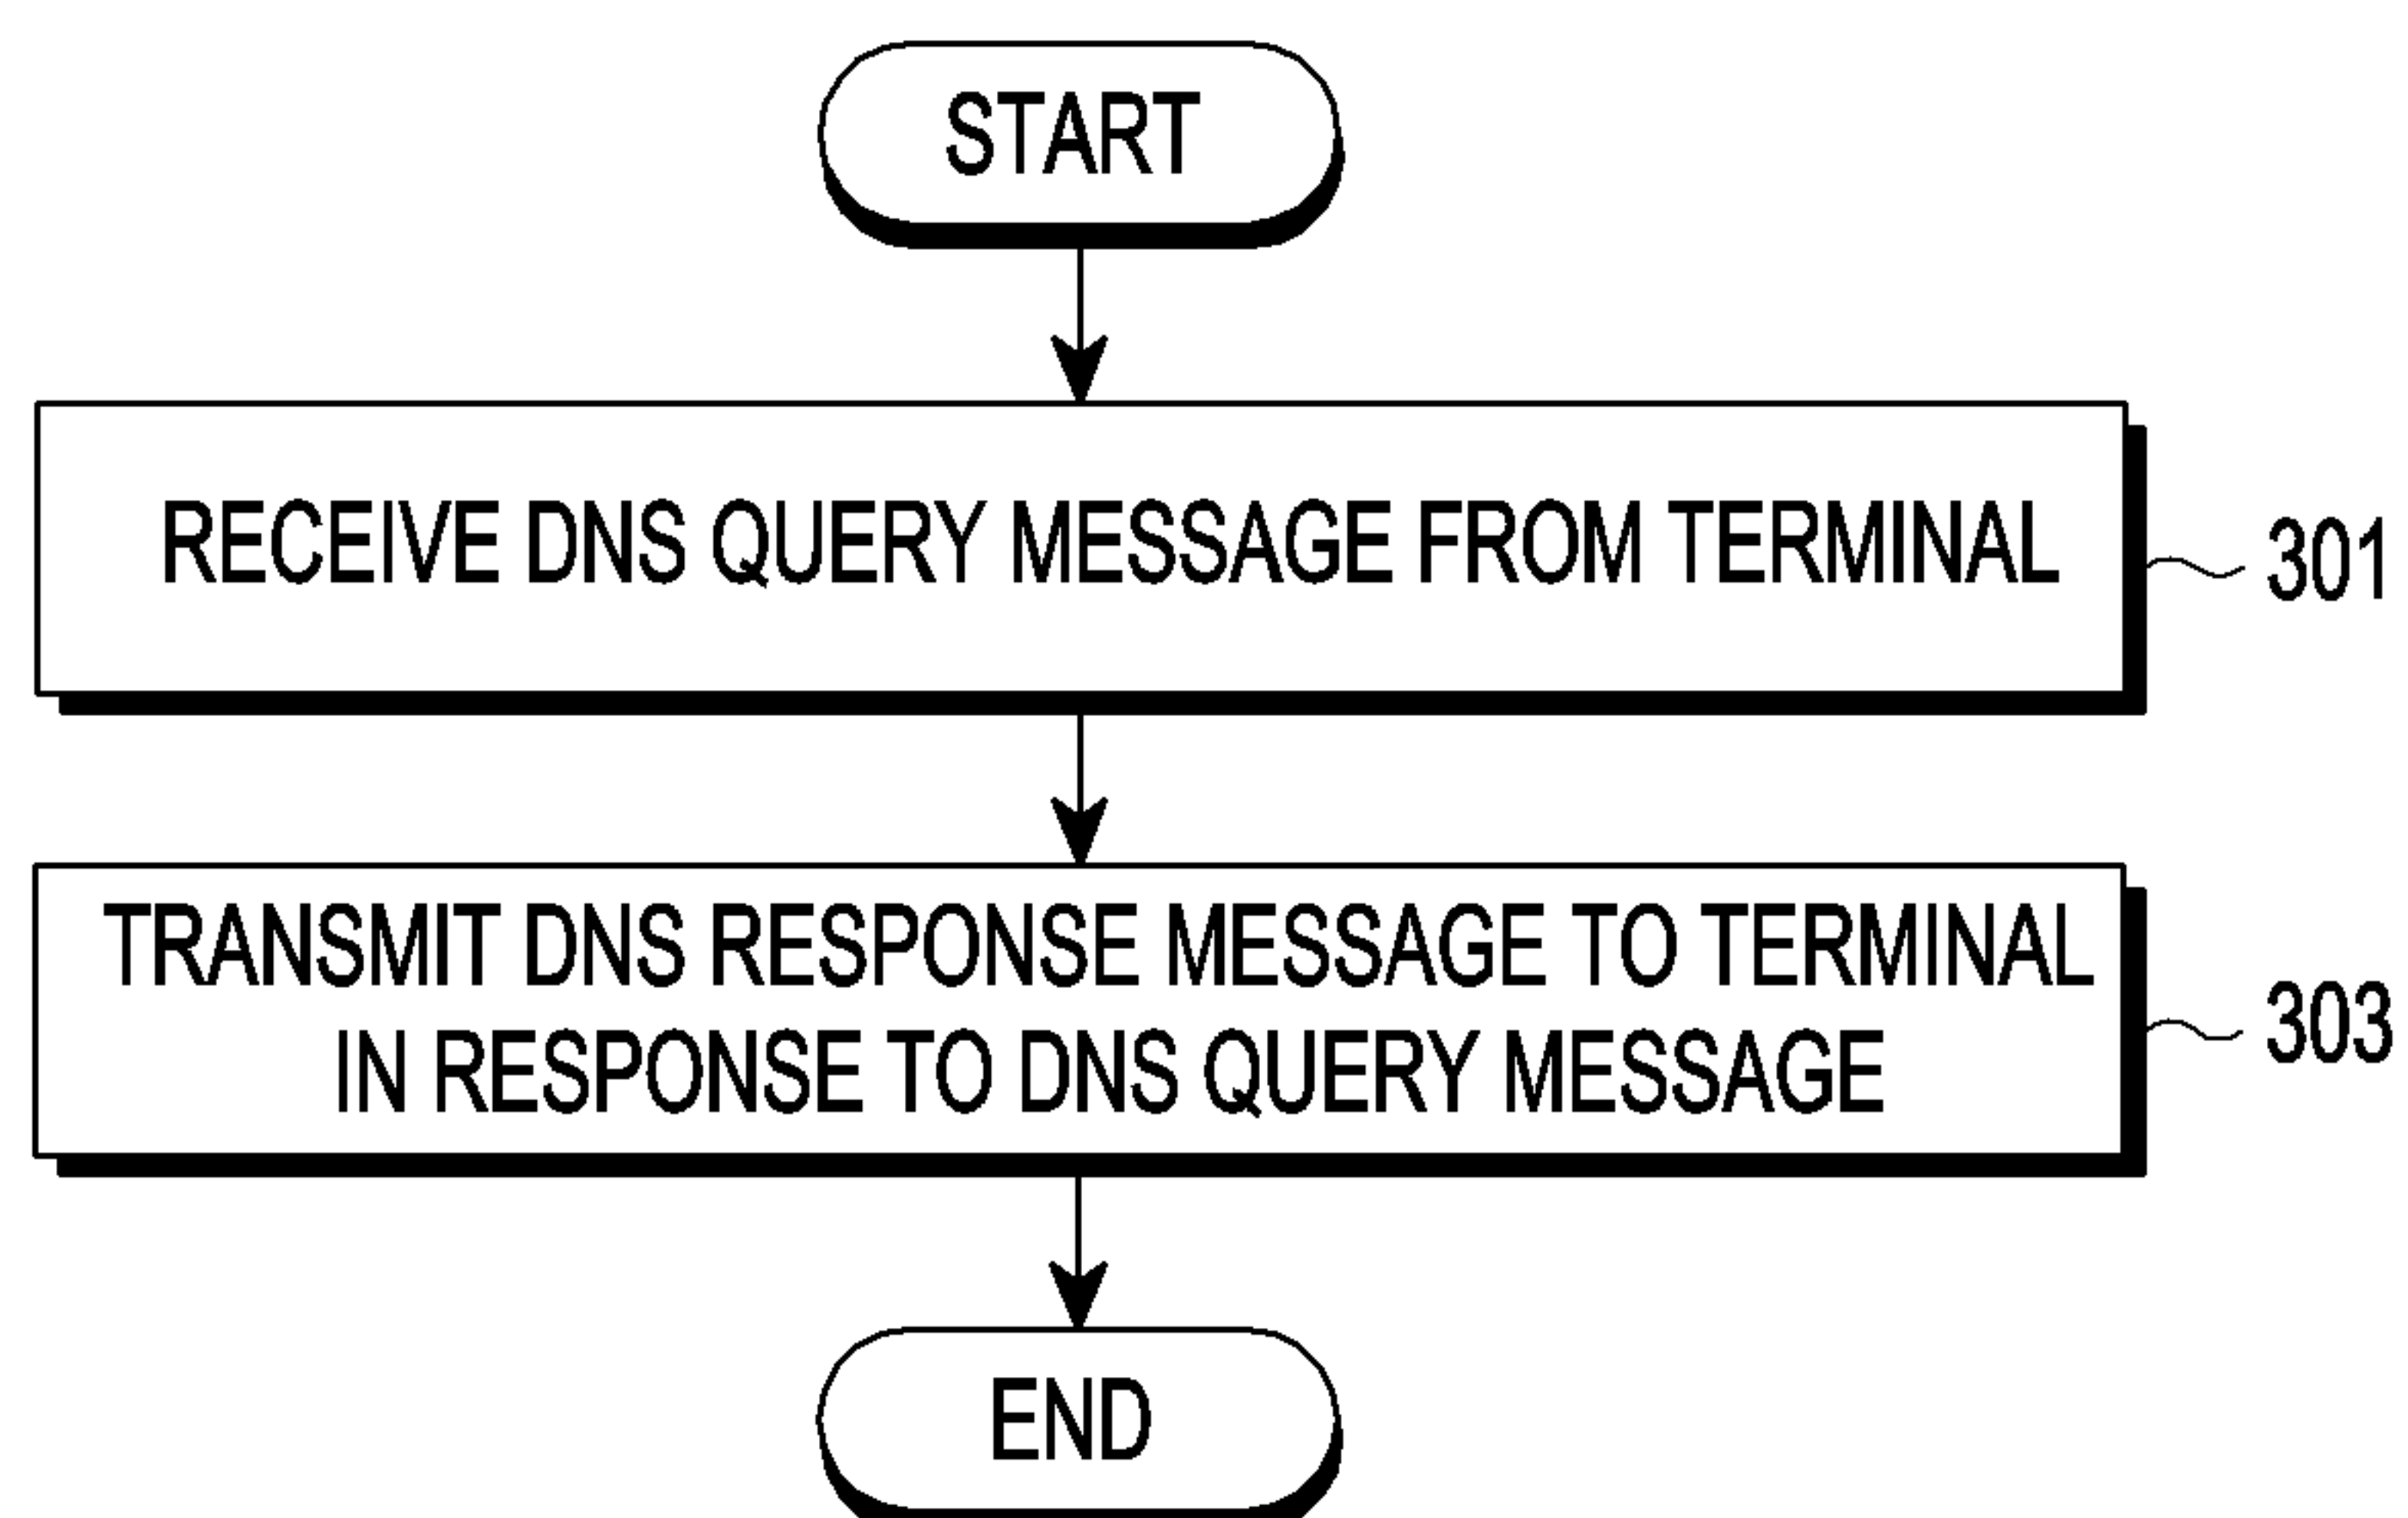 START
RECEIVE DNS QUERY MESSAGE FROM TERMINAL
301
TRANSMIT DNS RESPONSE MESSAGE TO TERMINAL
IN RESPONSE TO DNS QUERY MESSAGE
303
END